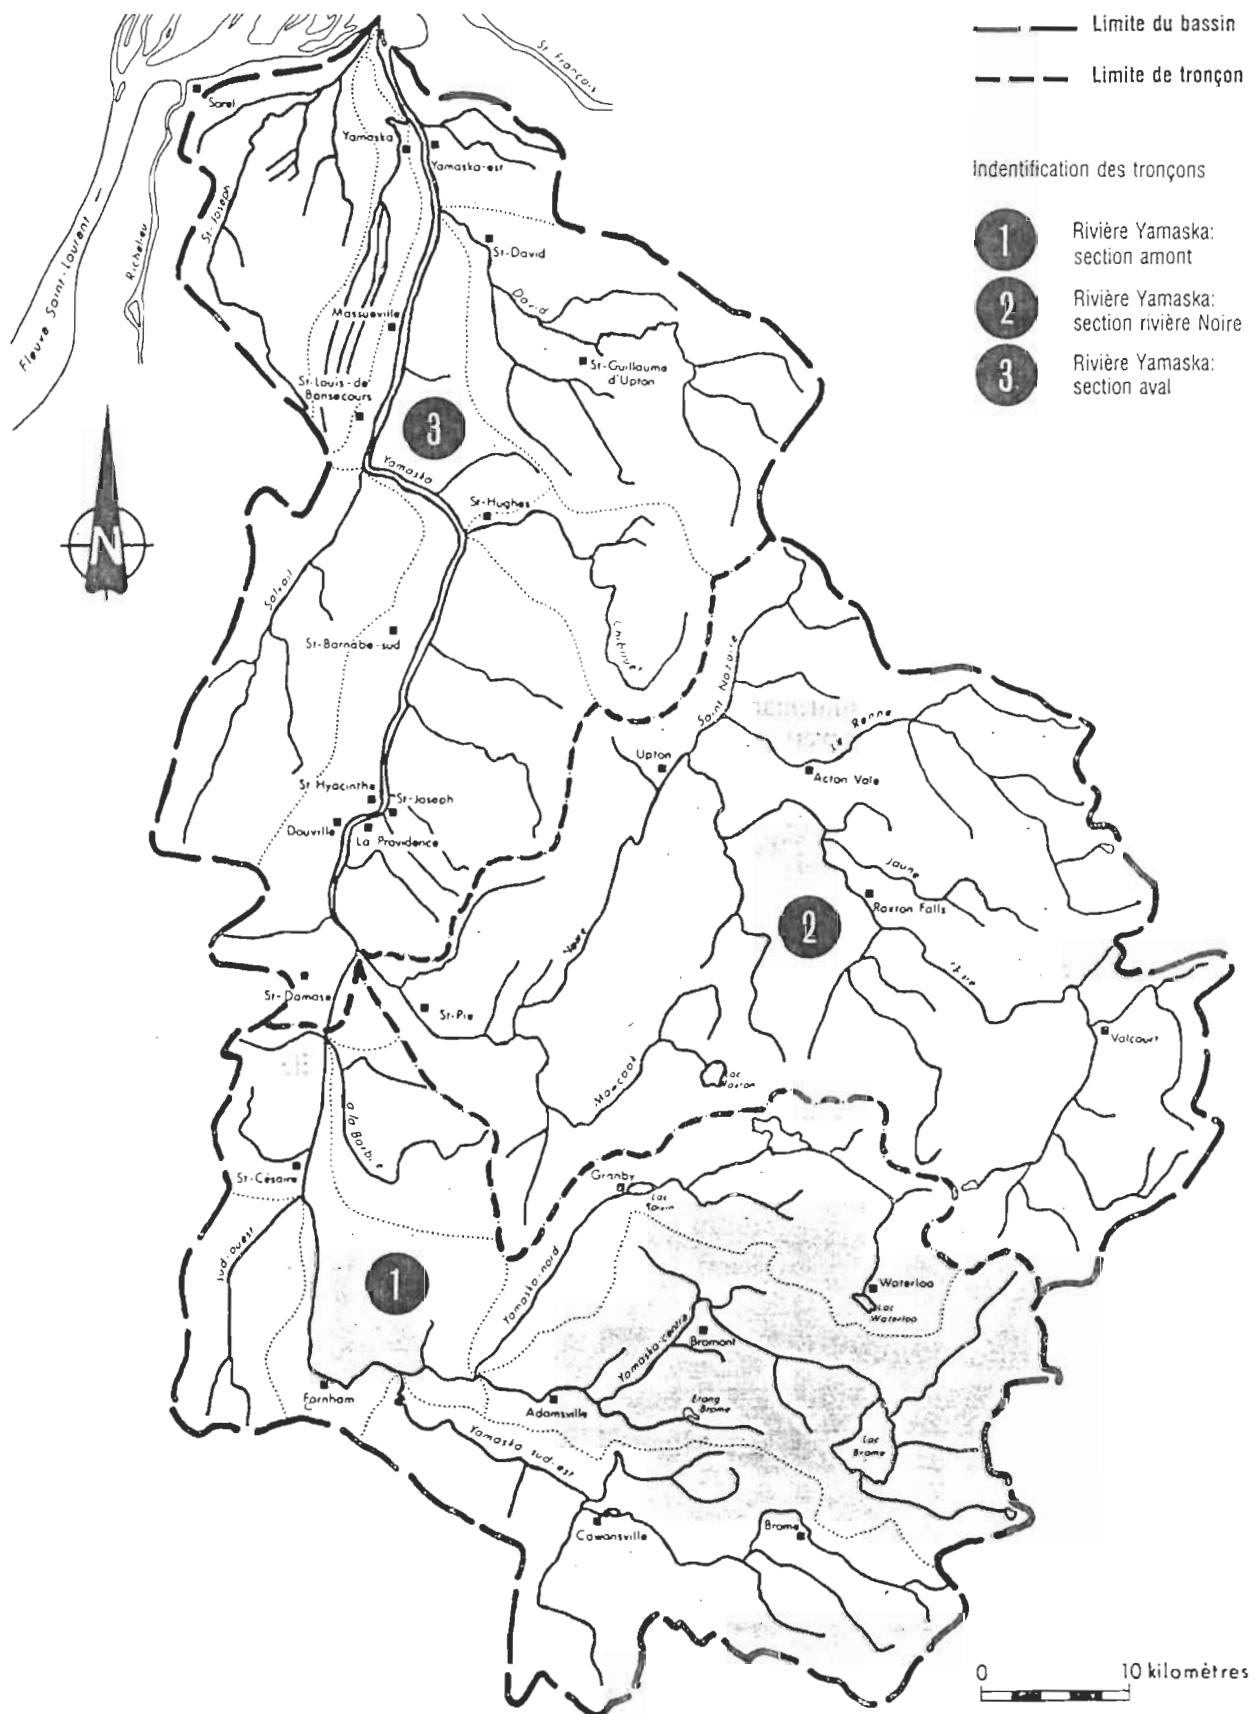 Limite du bassin
Limite de tronçon
Indentification des tronçons
1
Rivière Yamaska:
section amont
2
Rivière Yamaska:
section rivière Noire
3
Rivière Yamaska:
section aval
St. François
Sorel
Yamaska
Yamaska-est
St-Joseph
Richelieu
Fleuve Saint-Laurent
St-David
David
Massueville
St-Guillaume
d'Upton
St-Louis-de
Bonsecours
3
Yamaska
St-Hughes
N
Salvail
St-Barnabe-sud
Chibouet
Saint Nazaire
Upton
Le Renne
Acton Vale
St Hyacinthe
St-Joseph
Douville
La Providence
Jaune
Roxton Falls
2
Noire
Noire
St-Damase
St-Pie
Valcourt
Mawcook
Lac
Roxton
a la Barbue
St-Césaire
Granby
Lac
Boivin
Sud-ouest
1
Yamaska-nord
Waterloo
Lac
Waterloo
Yamaska-centre
Bromont
Farnham
Adamsville
Etang
Brome
Lac
Brome
Yamaska sud-est
Cowansville
Brome
0
10 kilomètres